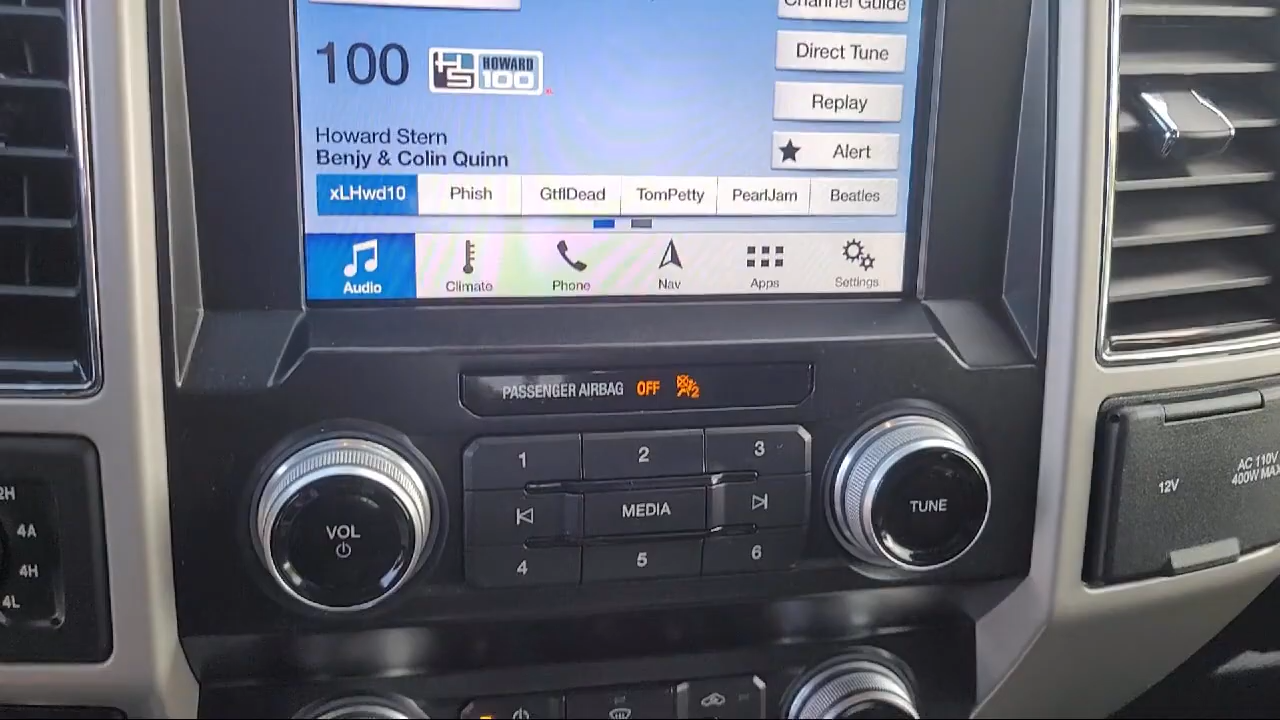 Channel Guide
100
HS HOWARD 100
Direct Tune
Replay
Howard Stern
Benjy & Colin Quinn
Alert
xLHwd10 Phish GtflDead TomPetty PearlJam Beatles
Audio Climate Phone Nav Apps Settings
PASSENGER AIRBAG OFF 2
1 2 3
VOL
MEDIA
TUNE
4 5 6
2H
4A
4H
4L
12V
AC 110V
400W MAX